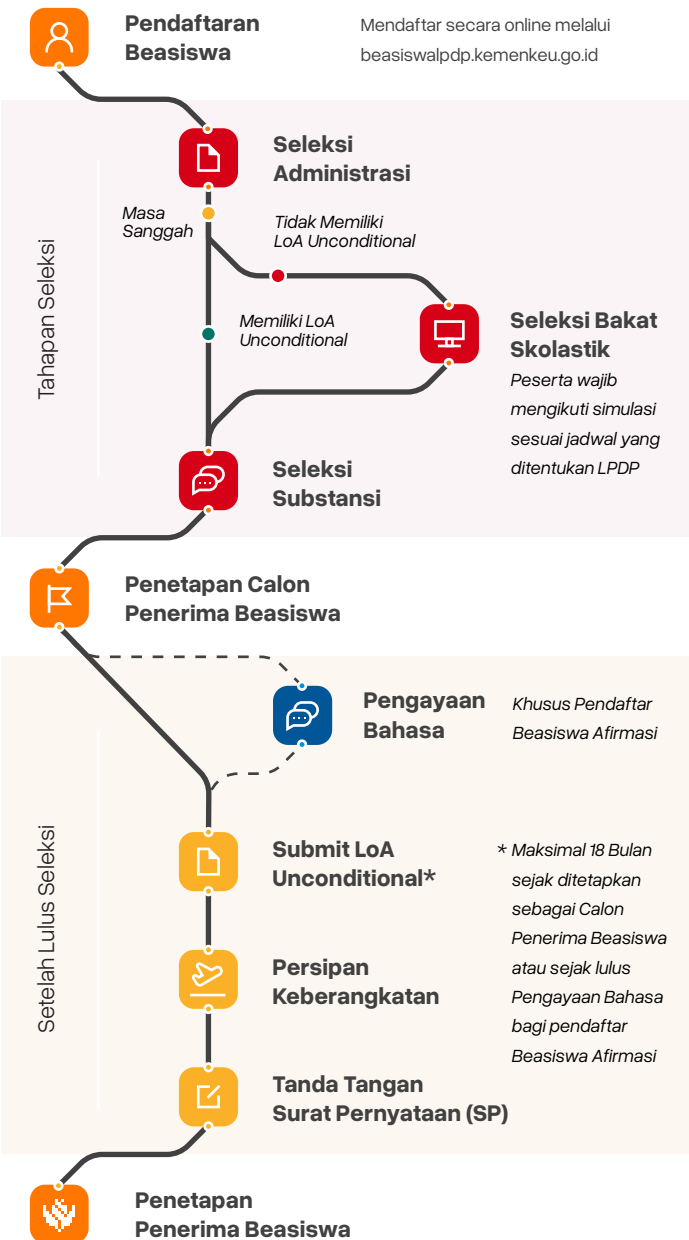 Pendaftaran
Beasiswa
Mendaftar secara online melalui
beasiswalpdp.kemenkeu.go.id
Tahapan Seleksi
Seleksi
Administrasi
Masa
Sanggah
Tidak Memiliki
LoA Unconditional
Memiliki LoA
Unconditional
Seleksi Bakat
Skolastik
Peserta wajib
mengikuti simulasi
sesuai jadwal yang
ditentukan LPDP
Seleksi
Substansi
Penetapan Calon
Penerima Beasiswa
Setelah Lulus Seleksi
Pengayaan
Bahasa
Khusus Pendaftar
Beasiswa Afirmasi
Submit LoA
Unconditional*
* Maksimal 18 Bulan
sejak ditetapkan
sebagai Calon
Penerima Beasiswa
atau sejak lulus
Pengayaan Bahasa
bagi pendaftar
Beasiswa Afirmasi
Persipan
Keberangkatan
Tanda Tangan
Surat Pernyataan (SP)
Penetapan
Penerima Beasiswa